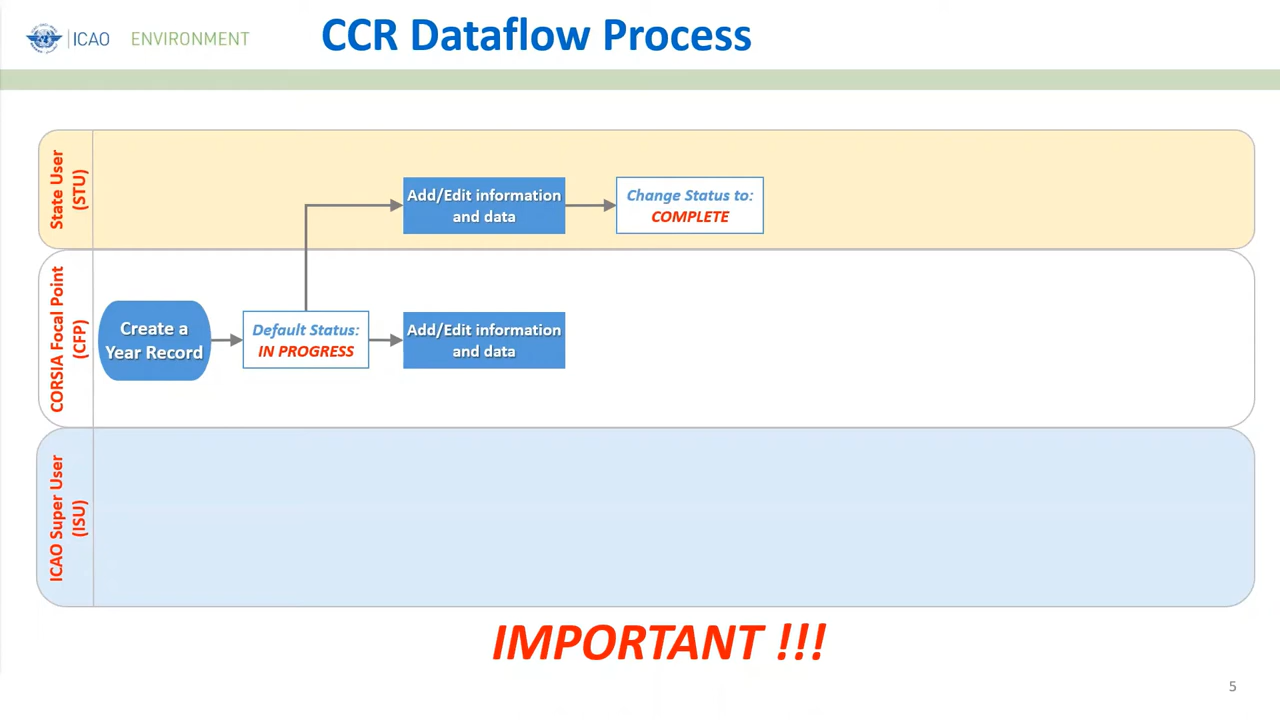 ICAO ENVIRONMENT
CCR Dataflow Process
State User
(STU)
Add/Edit information
and data
Change Status to:
COMPLETE
CORSIA Focal Point
(CFP)
Create a
Year Record
Default Status:
IN PROGRESS
Add/Edit information
and data
ICAO Super User
(ISU)
IMPORTANT !!!
5